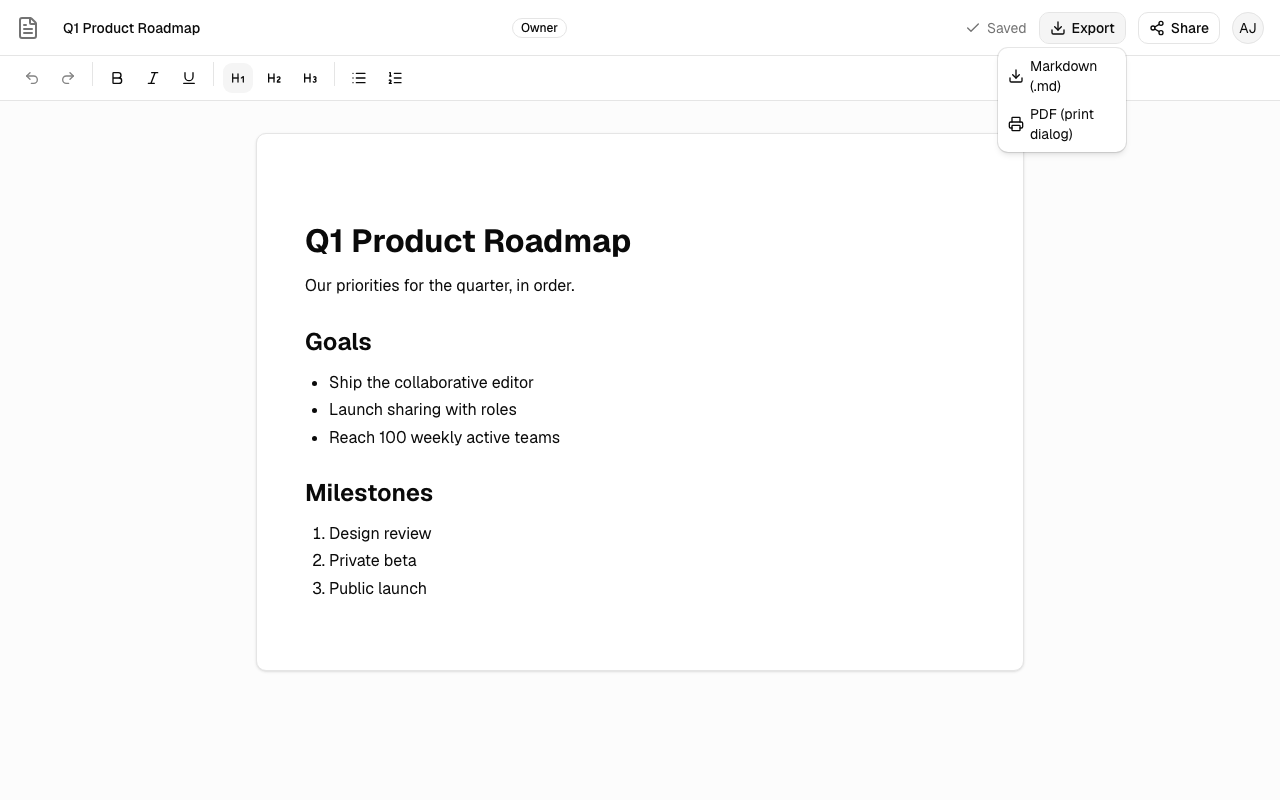 Q1 Product Roadmap
Owner
Saved
Export
Share
AJ
B
I
U
H1
H2
H3
Markdown
(.md)
PDF (print
dialog)
Q1 Product Roadmap
Our priorities for the quarter, in order.
Goals
• Ship the collaborative editor
• Launch sharing with roles
• Reach 100 weekly active teams
Milestones
1. Design review
2. Private beta
3. Public launch